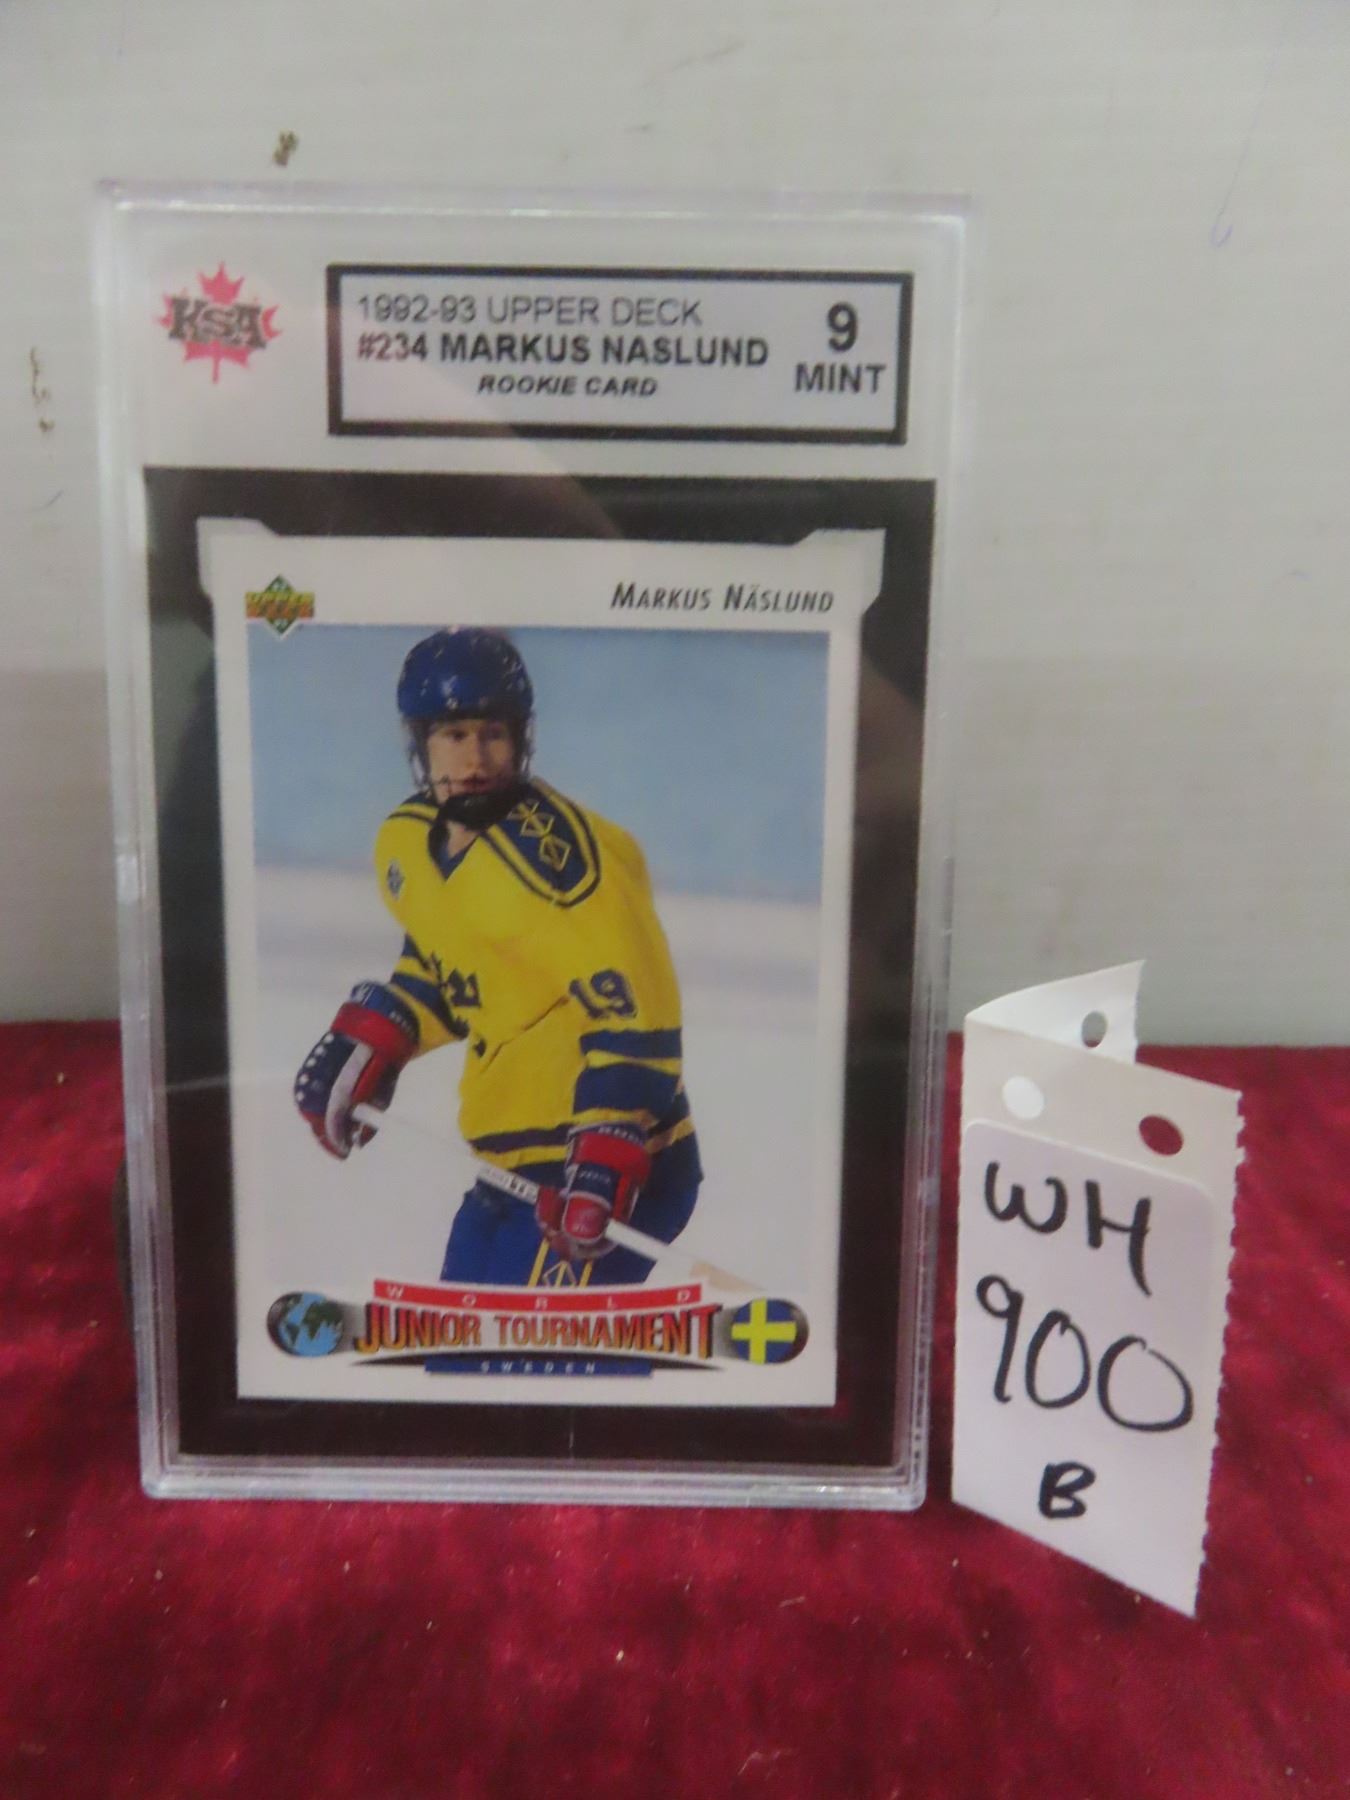 KSA
1992-93 UPPER DECK
#234 MARKUS NASLUND
ROOKIE CARD
9
MINT
MARKUS NÄSLUND
19
WORLD
JUNIOR TOURNAMENT
SWEDEN
WH
900
B